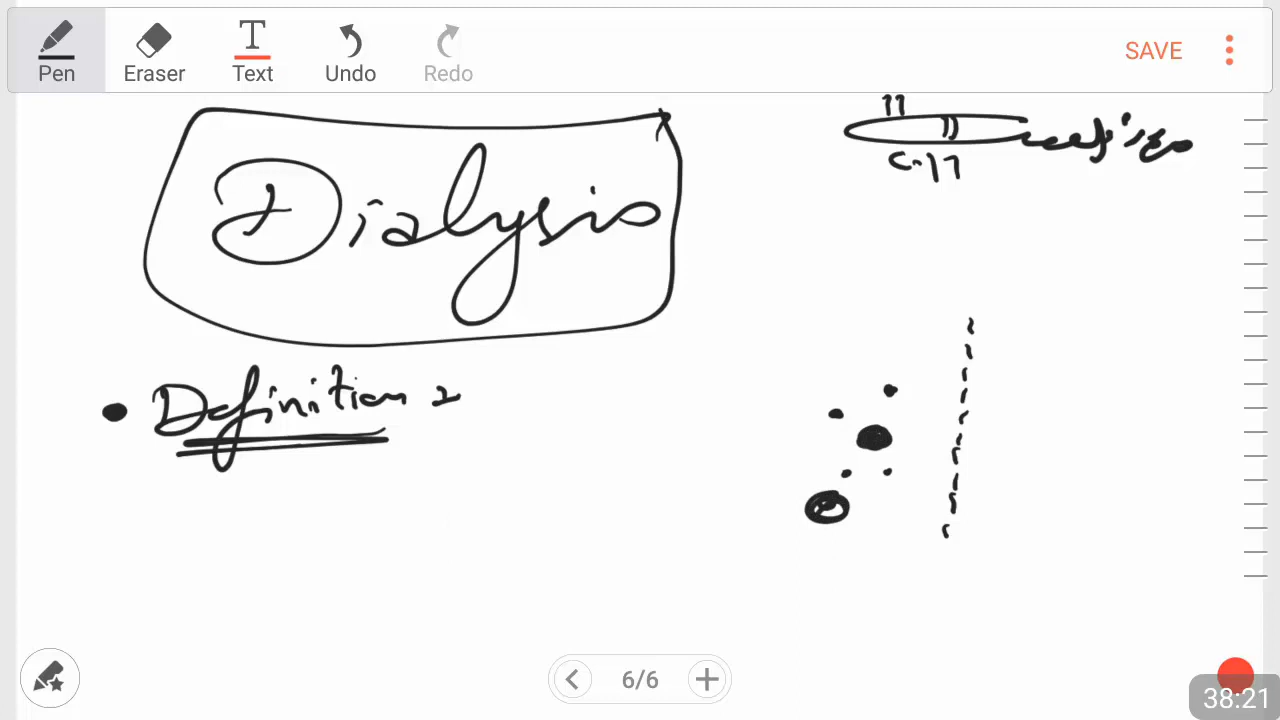 Pen Eraser Text Undo Redo SAVE
Dialysis
Definition
6/6
38:21